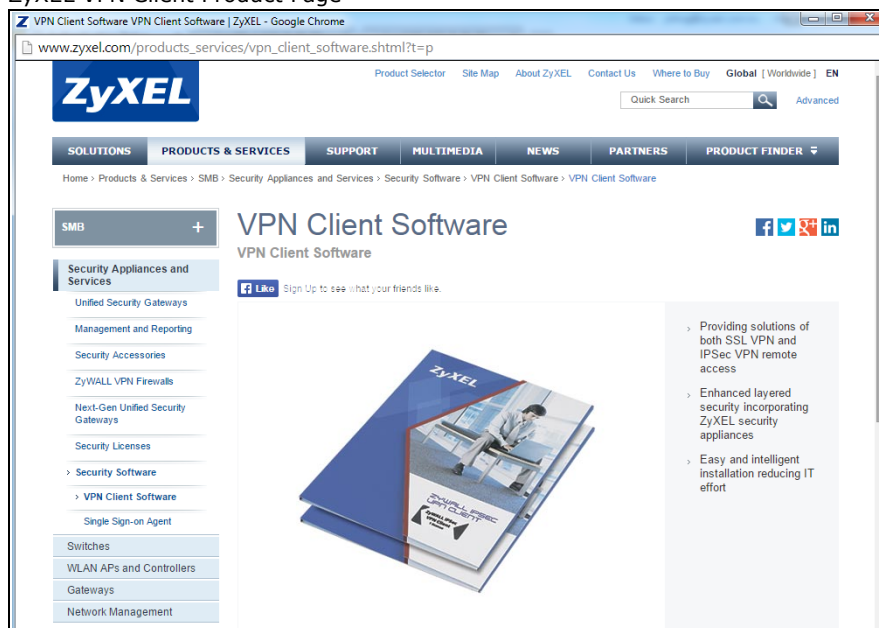 ZyXEL VPN Client Product Page
VPN Client Software VPN Client Software | ZyXEL - Google Chrome
www.zyxel.com/products_services/vpn_client_software.shtml?t=p
ZyXEL
Product Selector Site Map About ZyXEL Contact Us Where to Buy Global [ Worldwide ] EN
Quick Search Advanced
SOLUTIONS PRODUCTS & SERVICES SUPPORT MULTIMEDIA NEWS PARTNERS PRODUCT FINDER
Home › Products & Services › SMB › Security Appliances and Services › Security Software › VPN Client Software › VPN Client Software
SMB +
Security Appliances and
Services
Unified Security Gateways
Management and Reporting
Security Accessories
ZyWALL VPN Firewalls
Next-Gen Unified Security
Gateways
Security Licenses
› Security Software
› VPN Client Software
Single Sign-on Agent
Switches
WLAN APs and Controllers
Gateways
Network Management
VPN Client Software
VPN Client Software
f Like Sign Up to see what your friends like.
ZyXEL
ZYWALL IPSEC
VPN CLIENT
ZyWALL IPSec
VPN Client
› Providing solutions of
both SSL VPN and
IPSec VPN remote
access
› Enhanced layered
security incorporating
ZyXEL security
appliances
› Easy and intelligent
installation reducing IT
effort